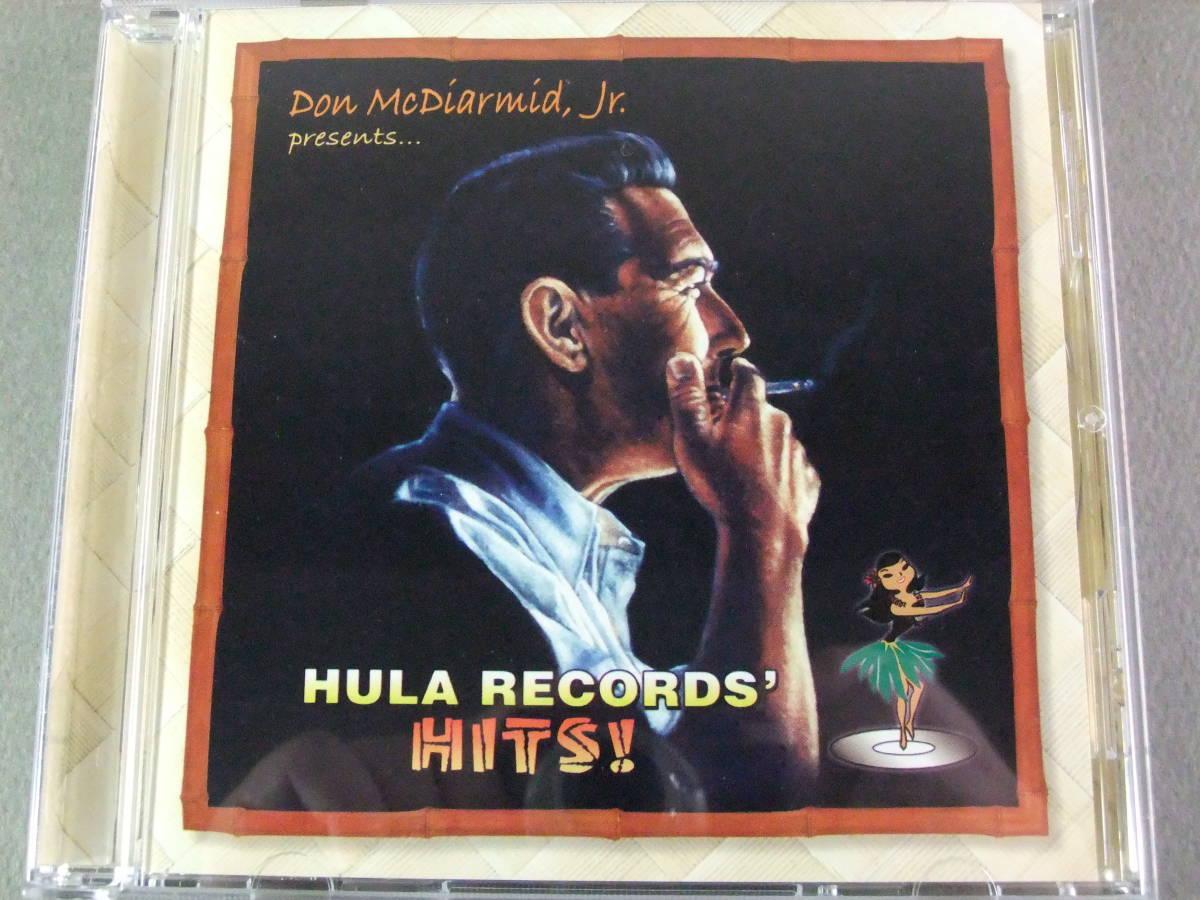 Don McDiarmid, Jr.
presents...
HULA RECORDS'
HITS!